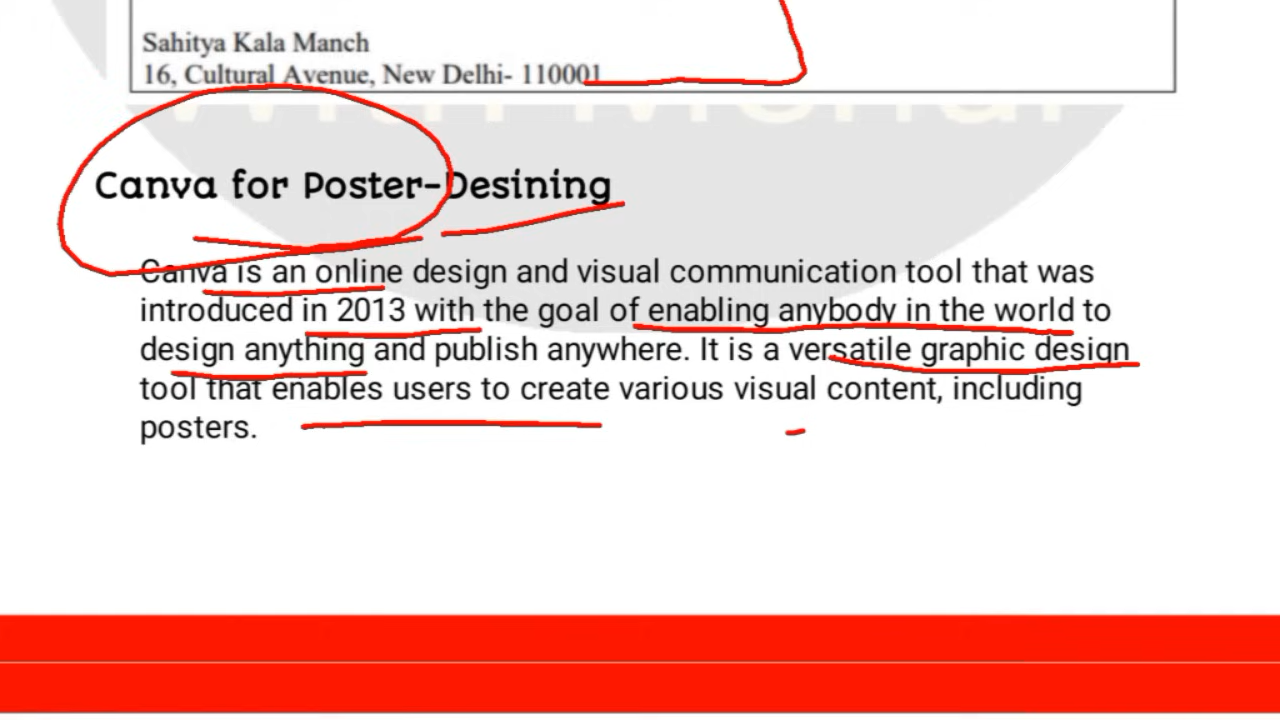 Sahitya Kala Manch
16, Cultural Avenue, New Delhi- 110001
Canva for Poster-Desining
Canva is an online design and visual communication tool that was
introduced in 2013 with the goal of enabling anybody in the world to
design anything and publish anywhere. It is a versatile graphic design
tool that enables users to create various visual content, including
posters.